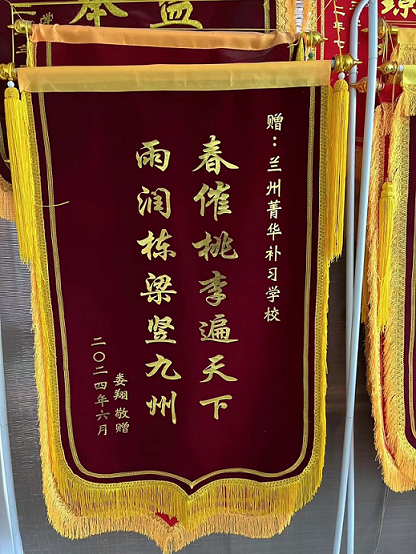 赠：兰州菁华补习学校
春催桃李遍天下
雨润栋梁竖九州
娄翔 敬赠
二〇二四年六月